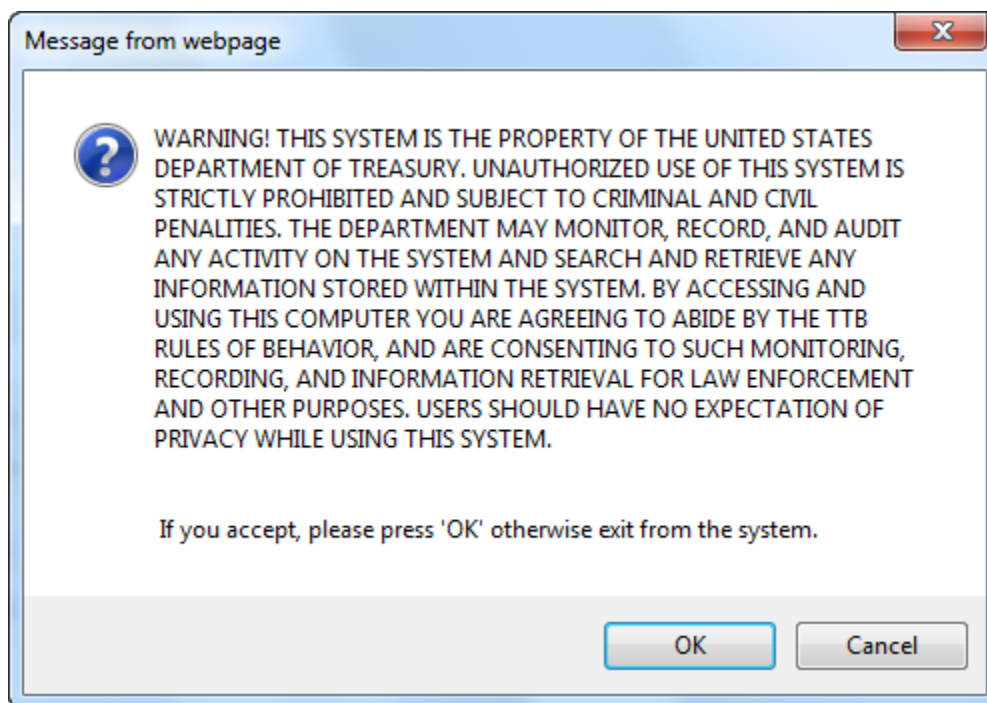 Message from webpage
WARNING! THIS SYSTEM IS THE PROPERTY OF THE UNITED STATES
DEPARTMENT OF TREASURY. UNAUTHORIZED USE OF THIS SYSTEM IS
STRICTLY PROHIBITED AND SUBJECT TO CRIMINAL AND CIVIL
PENALITIES. THE DEPARTMENT MAY MONITOR, RECORD, AND AUDIT
ANY ACTIVITY ON THE SYSTEM AND SEARCH AND RETRIEVE ANY
INFORMATION STORED WITHIN THE SYSTEM. BY ACCESSING AND
USING THIS COMPUTER YOU ARE AGREEING TO ABIDE BY THE TTB
RULES OF BEHAVIOR, AND ARE CONSENTING TO SUCH MONITORING,
RECORDING, AND INFORMATION RETRIEVAL FOR LAW ENFORCEMENT
AND OTHER PURPOSES. USERS SHOULD HAVE NO EXPECTATION OF
PRIVACY WHILE USING THIS SYSTEM.
If you accept, please press 'OK' otherwise exit from the system.
OK Cancel